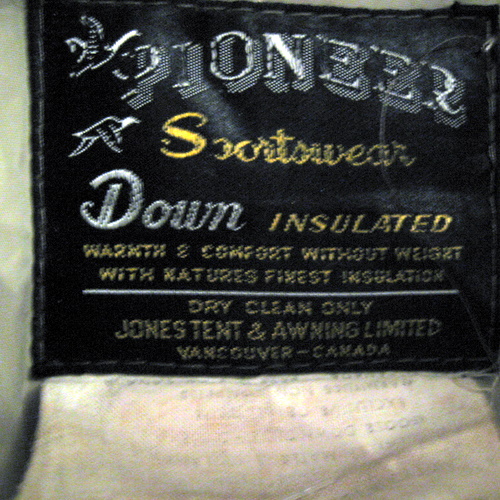 PIONEER
Sportswear
Down INSULATED
WARMTH & COMFORT WITHOUT WEIGHT
WITH NATURES FINEST INSULATION
DRY CLEAN ONLY
JONES TENT & AWNING LIMITED
VANCOUVER-CANADA